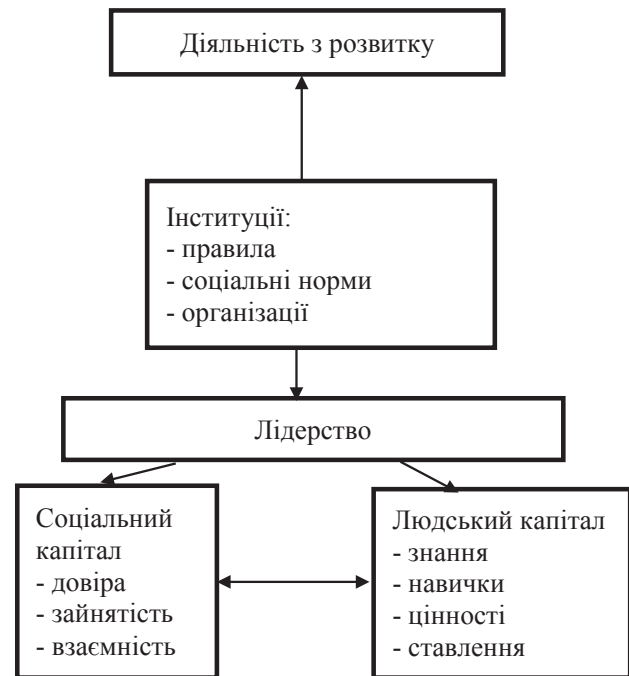 Діяльність з розвитку
Інституції:
- правила
- соціальні норми
- організації
Лідерство
Соціальний
капітал
- довіра
- зайнятість
- взаємність
Людський капітал
- знання
- навички
- цінності
- ставлення